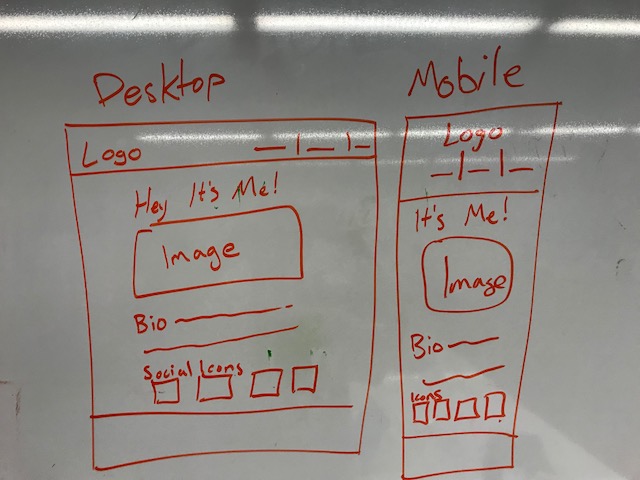 Desktop
Logo
Hey It's Me!
Image
Bio
Social Icons
Mobile
Logo
It's Me!
Image
Bio
Icons